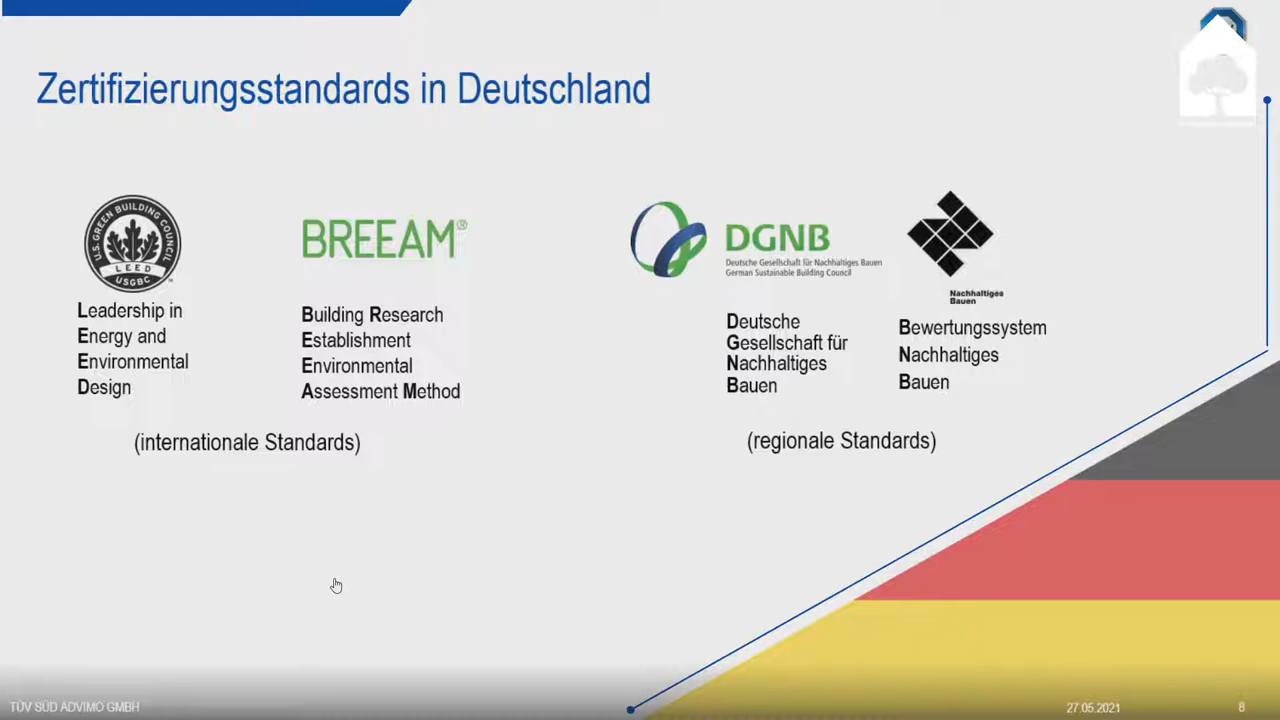 Zertifizierungsstandards in Deutschland
U.S. GREEN BUILDING COUNCIL
LEED
USGBC
Leadership in
Energy and
Environmental
Design
BREEAM®
Building Research
Establishment
Environmental
Assessment Method
(internationale Standards)
DGNB
Deutsche Gesellschaft für Nachhaltiges Bauen
German Sustainable Building Council
Deutsche
Gesellschaft für
Nachhaltiges
Bauen
Nachhaltiges
Bauen
Bewertungssystem
Nachhaltiges
Bauen
(regionale Standards)
TÜV SÜD ADVIMO GMBH
27.05.2021
8